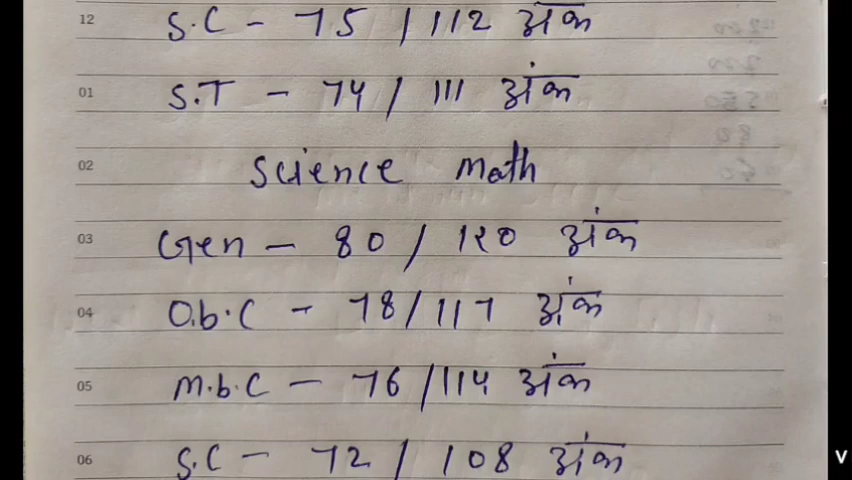 12 S.C - 75 / 112 अंक
01 S.T - 74 / 111 अंक
02 Science Math
03 Gen - 80 / 120 अंक
04 O.b.C - 78/117 अंक
05 M.b.C - 76/114 अंक
06 S.C - 72 / 108 अंक
V